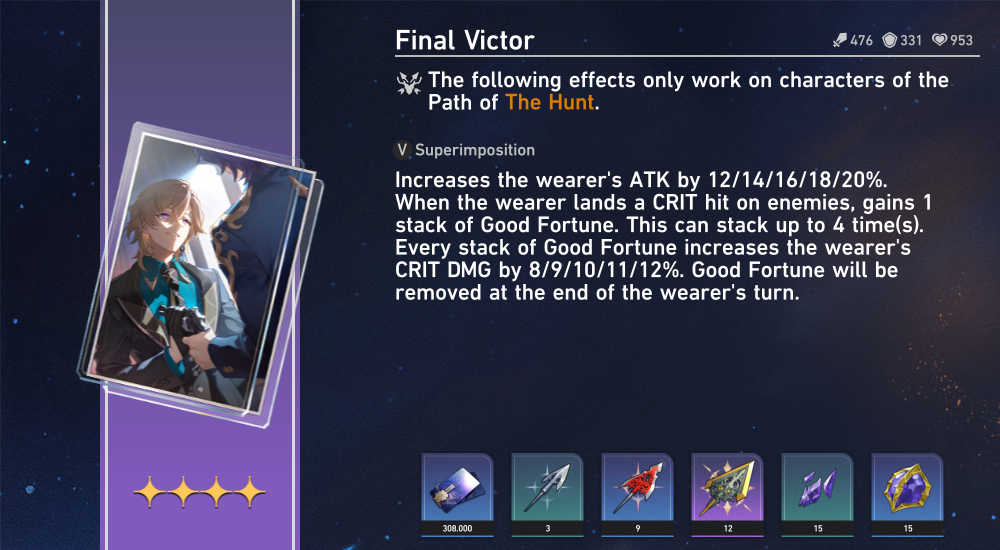 Final Victor
476 331 953
The following effects only work on characters of the
Path of The Hunt.
V Superimposition
Increases the wearer's ATK by 12/14/16/18/20%.
When the wearer lands a CRIT hit on enemies, gains 1
stack of Good Fortune. This can stack up to 4 time(s).
Every stack of Good Fortune increases the wearer's
CRIT DMG by 8/9/10/11/12%. Good Fortune will be
removed at the end of the wearer's turn.
308.000 3 9 12 15 15